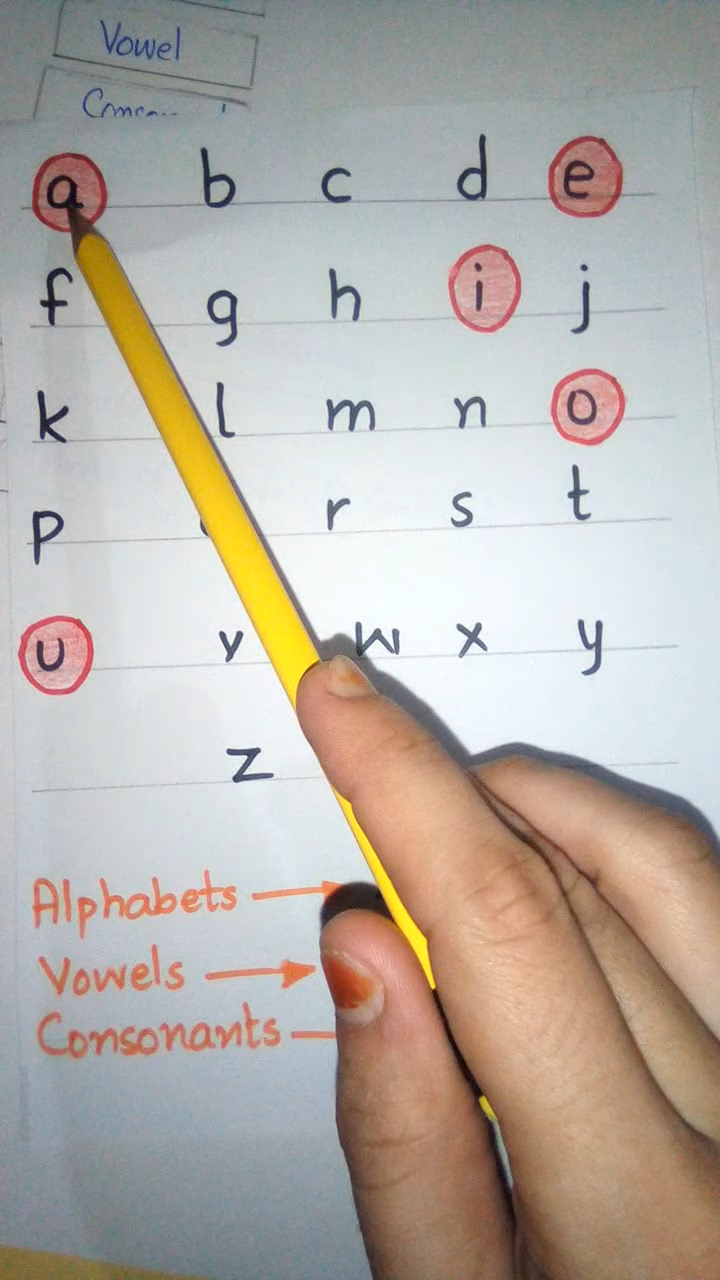 Vowel
a b c d e
f g h i j
k l m n o
p r s t
u v w x y
z
Alphabets →
Vowels →
Consonants